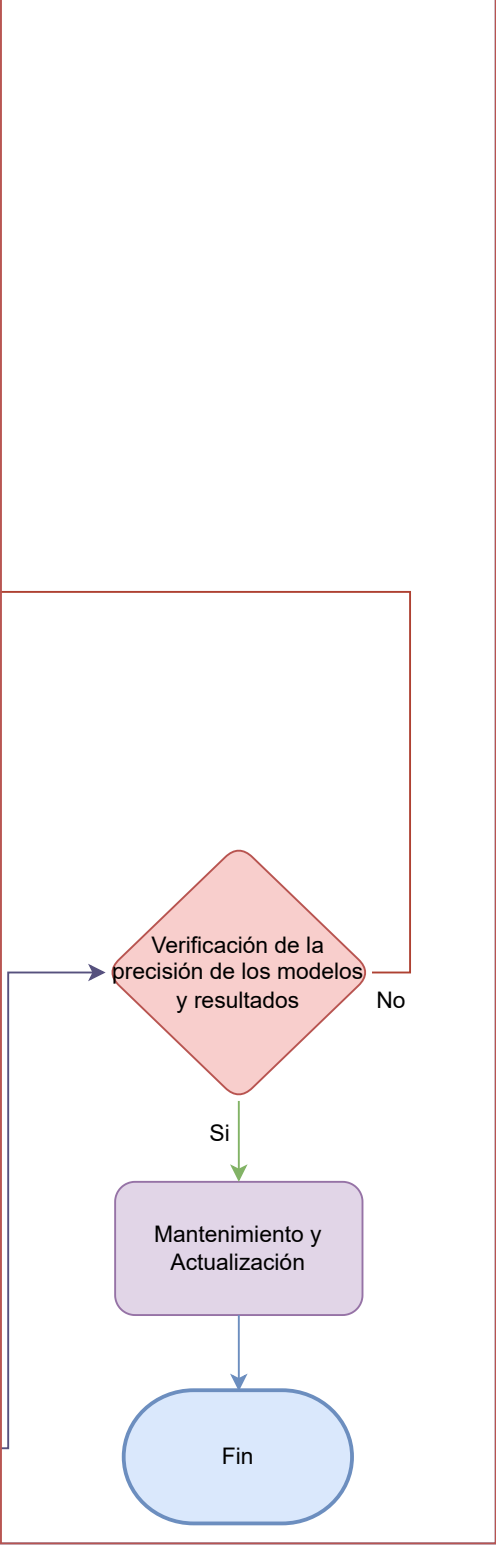 Verificación de la
precisión de los modelos
y resultados
No
Si
Mantenimiento y
Actualización
Fin